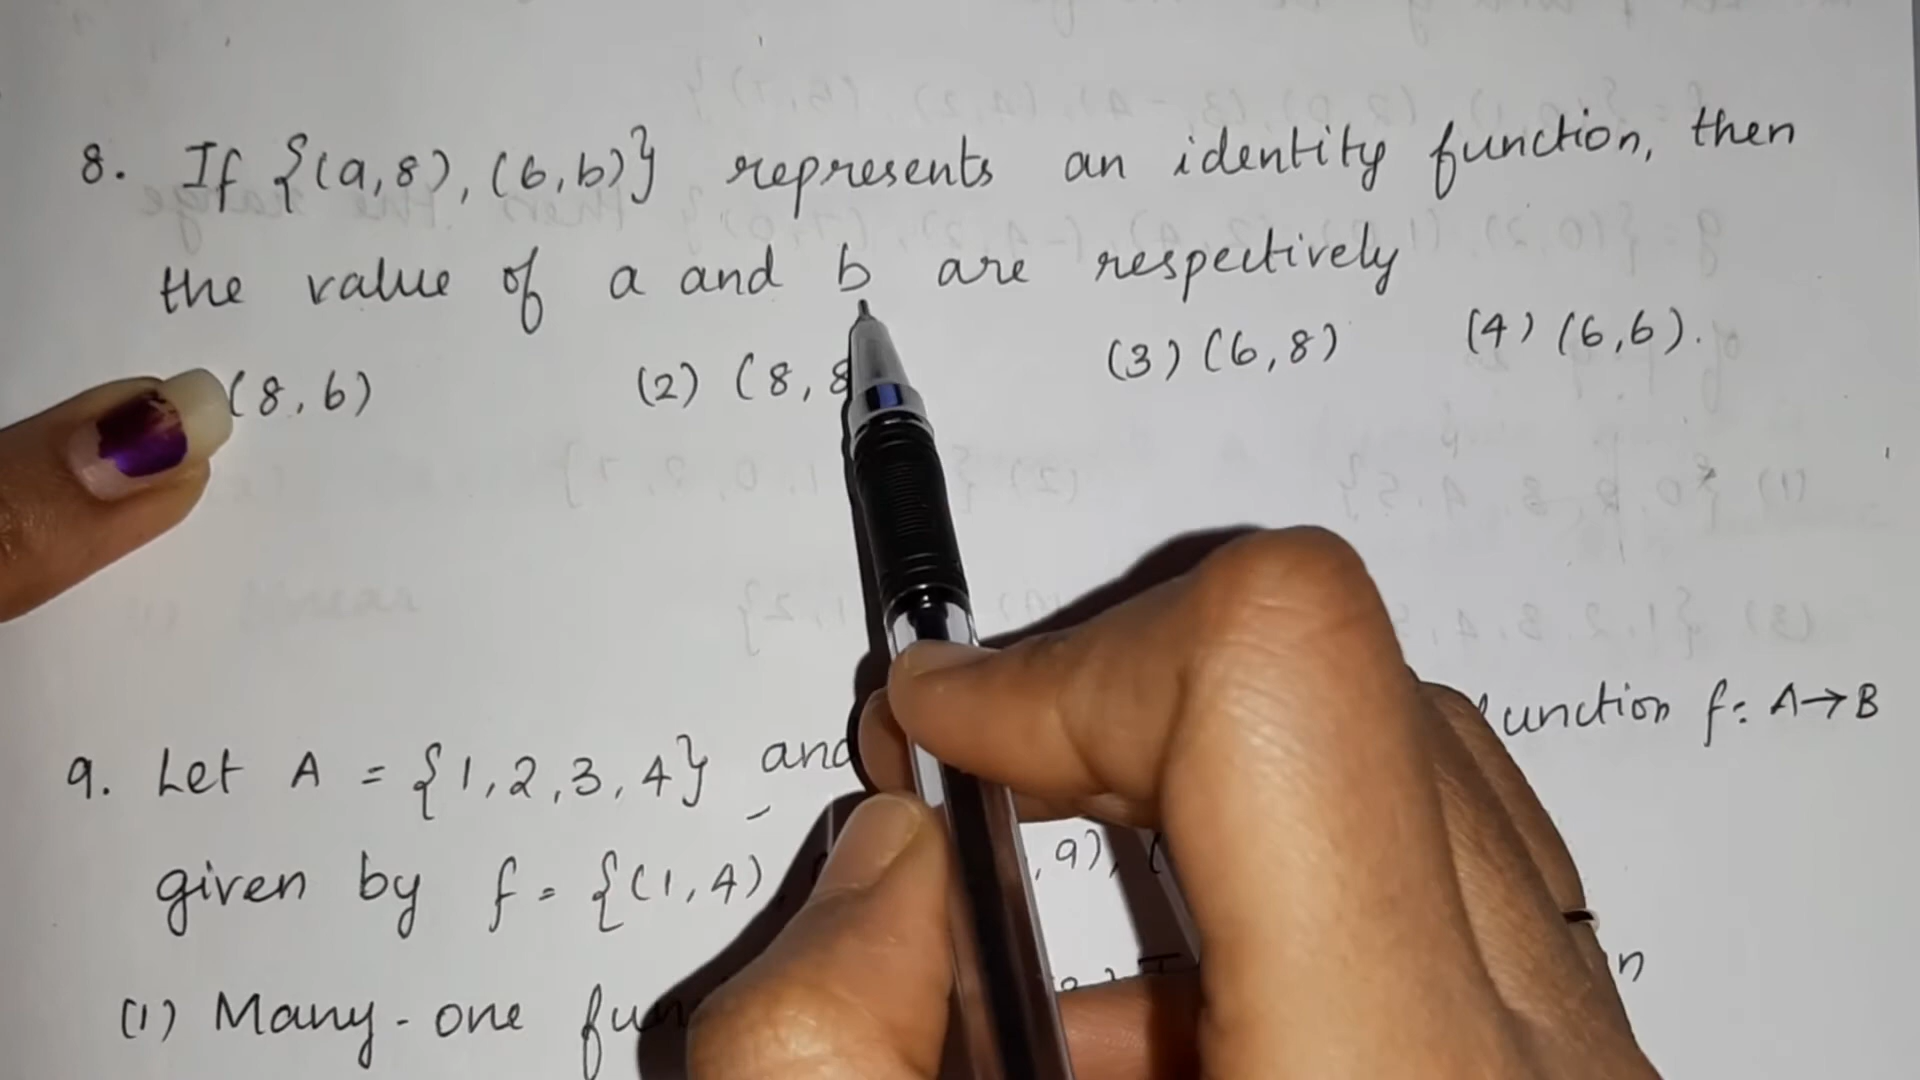 8. If {(a,8), (6,b)} represents an identity function, then
the value of a and b are respectively
(8,6) (2) (8,8 (3) (6,8) (4) (6,6).
9. Let A = {1,2,3,4} and unction f: A→B
given by f = {(1,4) ,9), (
(1) Many-one fun n